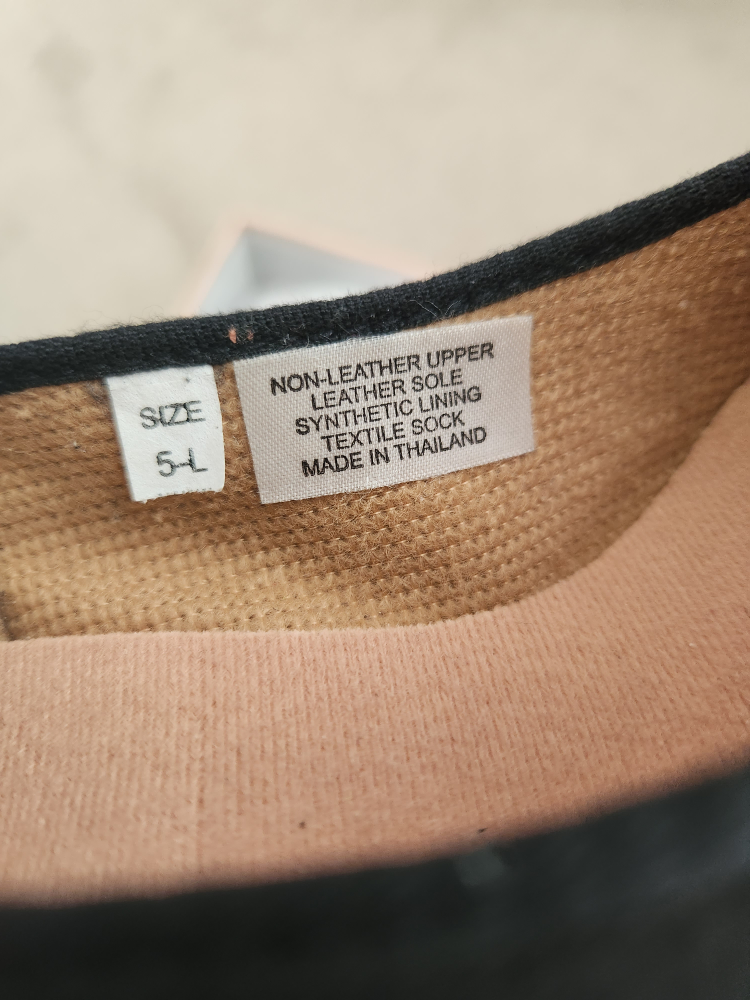 SIZE
5-L
NON-LEATHER UPPER
LEATHER SOLE
SYNTHETIC LINING
TEXTILE SOCK
MADE IN THAILAND